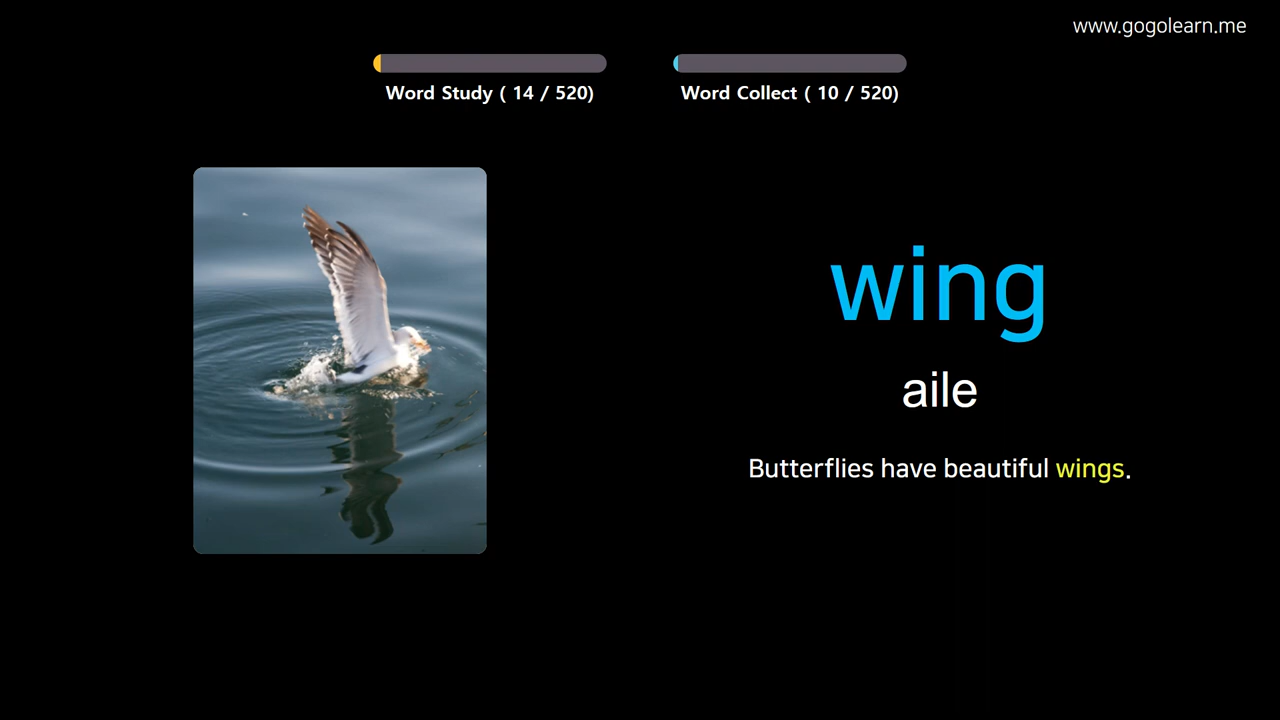 www.gogolearn.me
Word Study ( 14 / 520)
Word Collect ( 10 / 520)
wing
aile
Butterflies have beautiful wings.